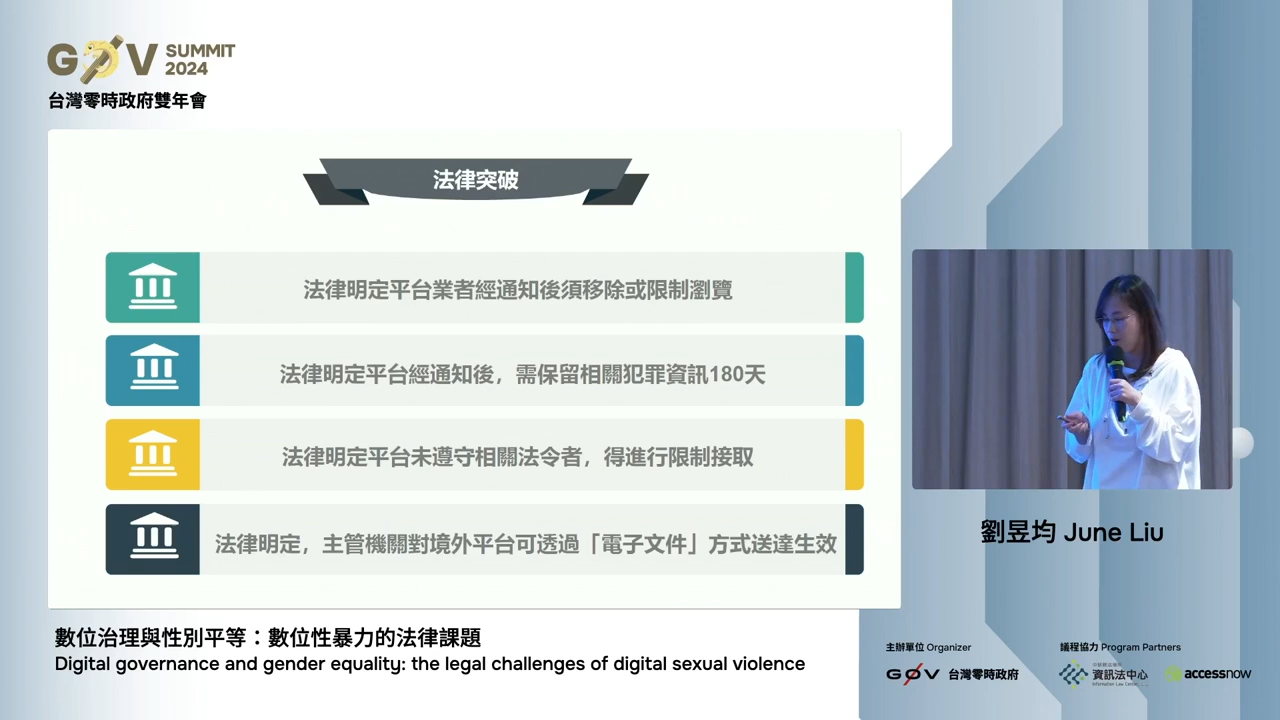 G0V SUMMIT 2024
台灣零時政府雙年會
法律突破
法律明定平台業者經通知後須移除或限制瀏覽
法律明定平台經通知後，需保留相關犯罪資訊180天
法律明定平台未遵守相關法令者，得進行限制接取
法律明定，主管機關對境外平台可透過「電子文件」方式送達生效
劉昱均 June Liu
數位治理與性別平等：數位性暴力的法律課題
Digital governance and gender equality: the legal challenges of digital sexual violence
主辦單位 Organizer
G0V 台灣零時政府
議程協力 Program Partners
資訊法中心
Information Law Center
accessnow